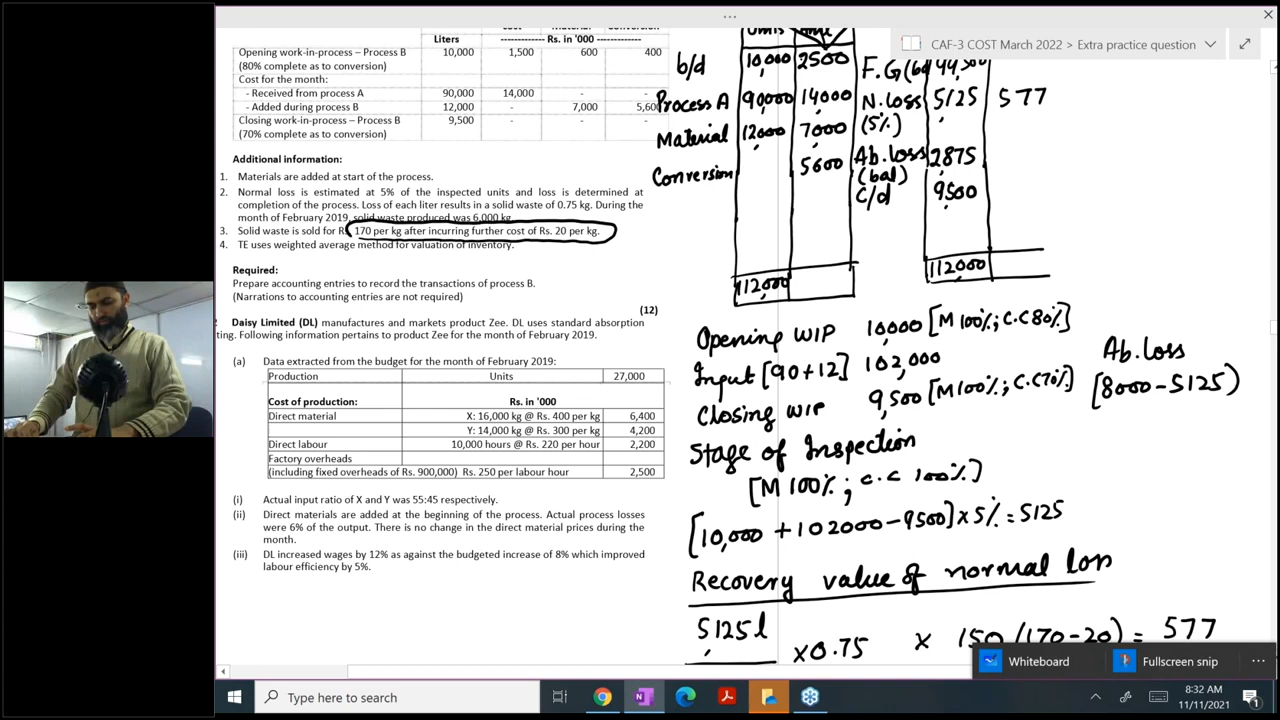 CAF-3 COST March 2022 > Extra practice question
Liters
------------ Rs. in '000 -------------
Opening work-in-process – Process B 10,000 1,500 600 400
(80% complete as to conversion)
Cost for the month:
- Received from process A 90,000 14,000 - -
- Added during process B 12,000 - 7,000 5,600
Closing work-in-process – Process B 9,500 - - -
(70% complete as to conversion)
Additional information:
1. Materials are added at start of the process.
2. Normal loss is estimated at 5% of the inspected units and loss is determined at
completion of the process. Loss of each liter results in a solid waste of 0.75 kg. During the
month of February 2019, solid waste produced was 6,000 kg.
3. Solid waste is sold for R 170 per kg after incurring further cost of Rs. 20 per kg.
4. TE uses weighted average method for valuation of inventory.
Required:
Prepare accounting entries to record the transactions of process B.
(Narrations to accounting entries are not required)
(12)
Daisy Limited (DL) manufactures and markets product Zee. DL uses standard absorption
ting. Following information pertains to product Zee for the month of February 2019.
(a) Data extracted from the budget for the month of February 2019:
Production Units 27,000
Cost of production: Rs. in '000
Direct material X: 16,000 kg @ Rs. 400 per kg 6,400
Y: 14,000 kg @ Rs. 300 per kg 4,200
Direct labour 10,000 hours @ Rs. 220 per hour 2,200
Factory overheads
(including fixed overheads of Rs. 900,000) Rs. 250 per labour hour 2,500
(i) Actual input ratio of X and Y was 55:45 respectively.
(ii) Direct materials are added at the beginning of the process. Actual process losses
were 6% of the output. There is no change in the direct material prices during the
month.
(iii) DL increased wages by 12% as against the budgeted increase of 8% which improved
labour efficiency by 5%.
Units
b/d 10,000 2500 F.G (bal) 94,500
Process A 90,000 14,000 N.loss 5125 577
Material 12000 7000 (5%)
Conversion 5600 Ab.loss 2875
(bal)
C/d 9,500
112,000 112000
Opening WIP 10,000 [M 100%; C.C 80%]
Input [90+12] 102,000
Closing WIP 9,500 [M 100%; C.C 70%]
Ab.loss
[8000-5125)
Stage of Inspection
[M 100%; C.C 100%]
[10,000 + 102000 - 9500] x 5% = 5125
Recovery value of normal loss
5125 l x 0.75 x 150 (170-20) = 577
Whiteboard Fullscreen snip
Type here to search
8:32 AM
11/11/2021